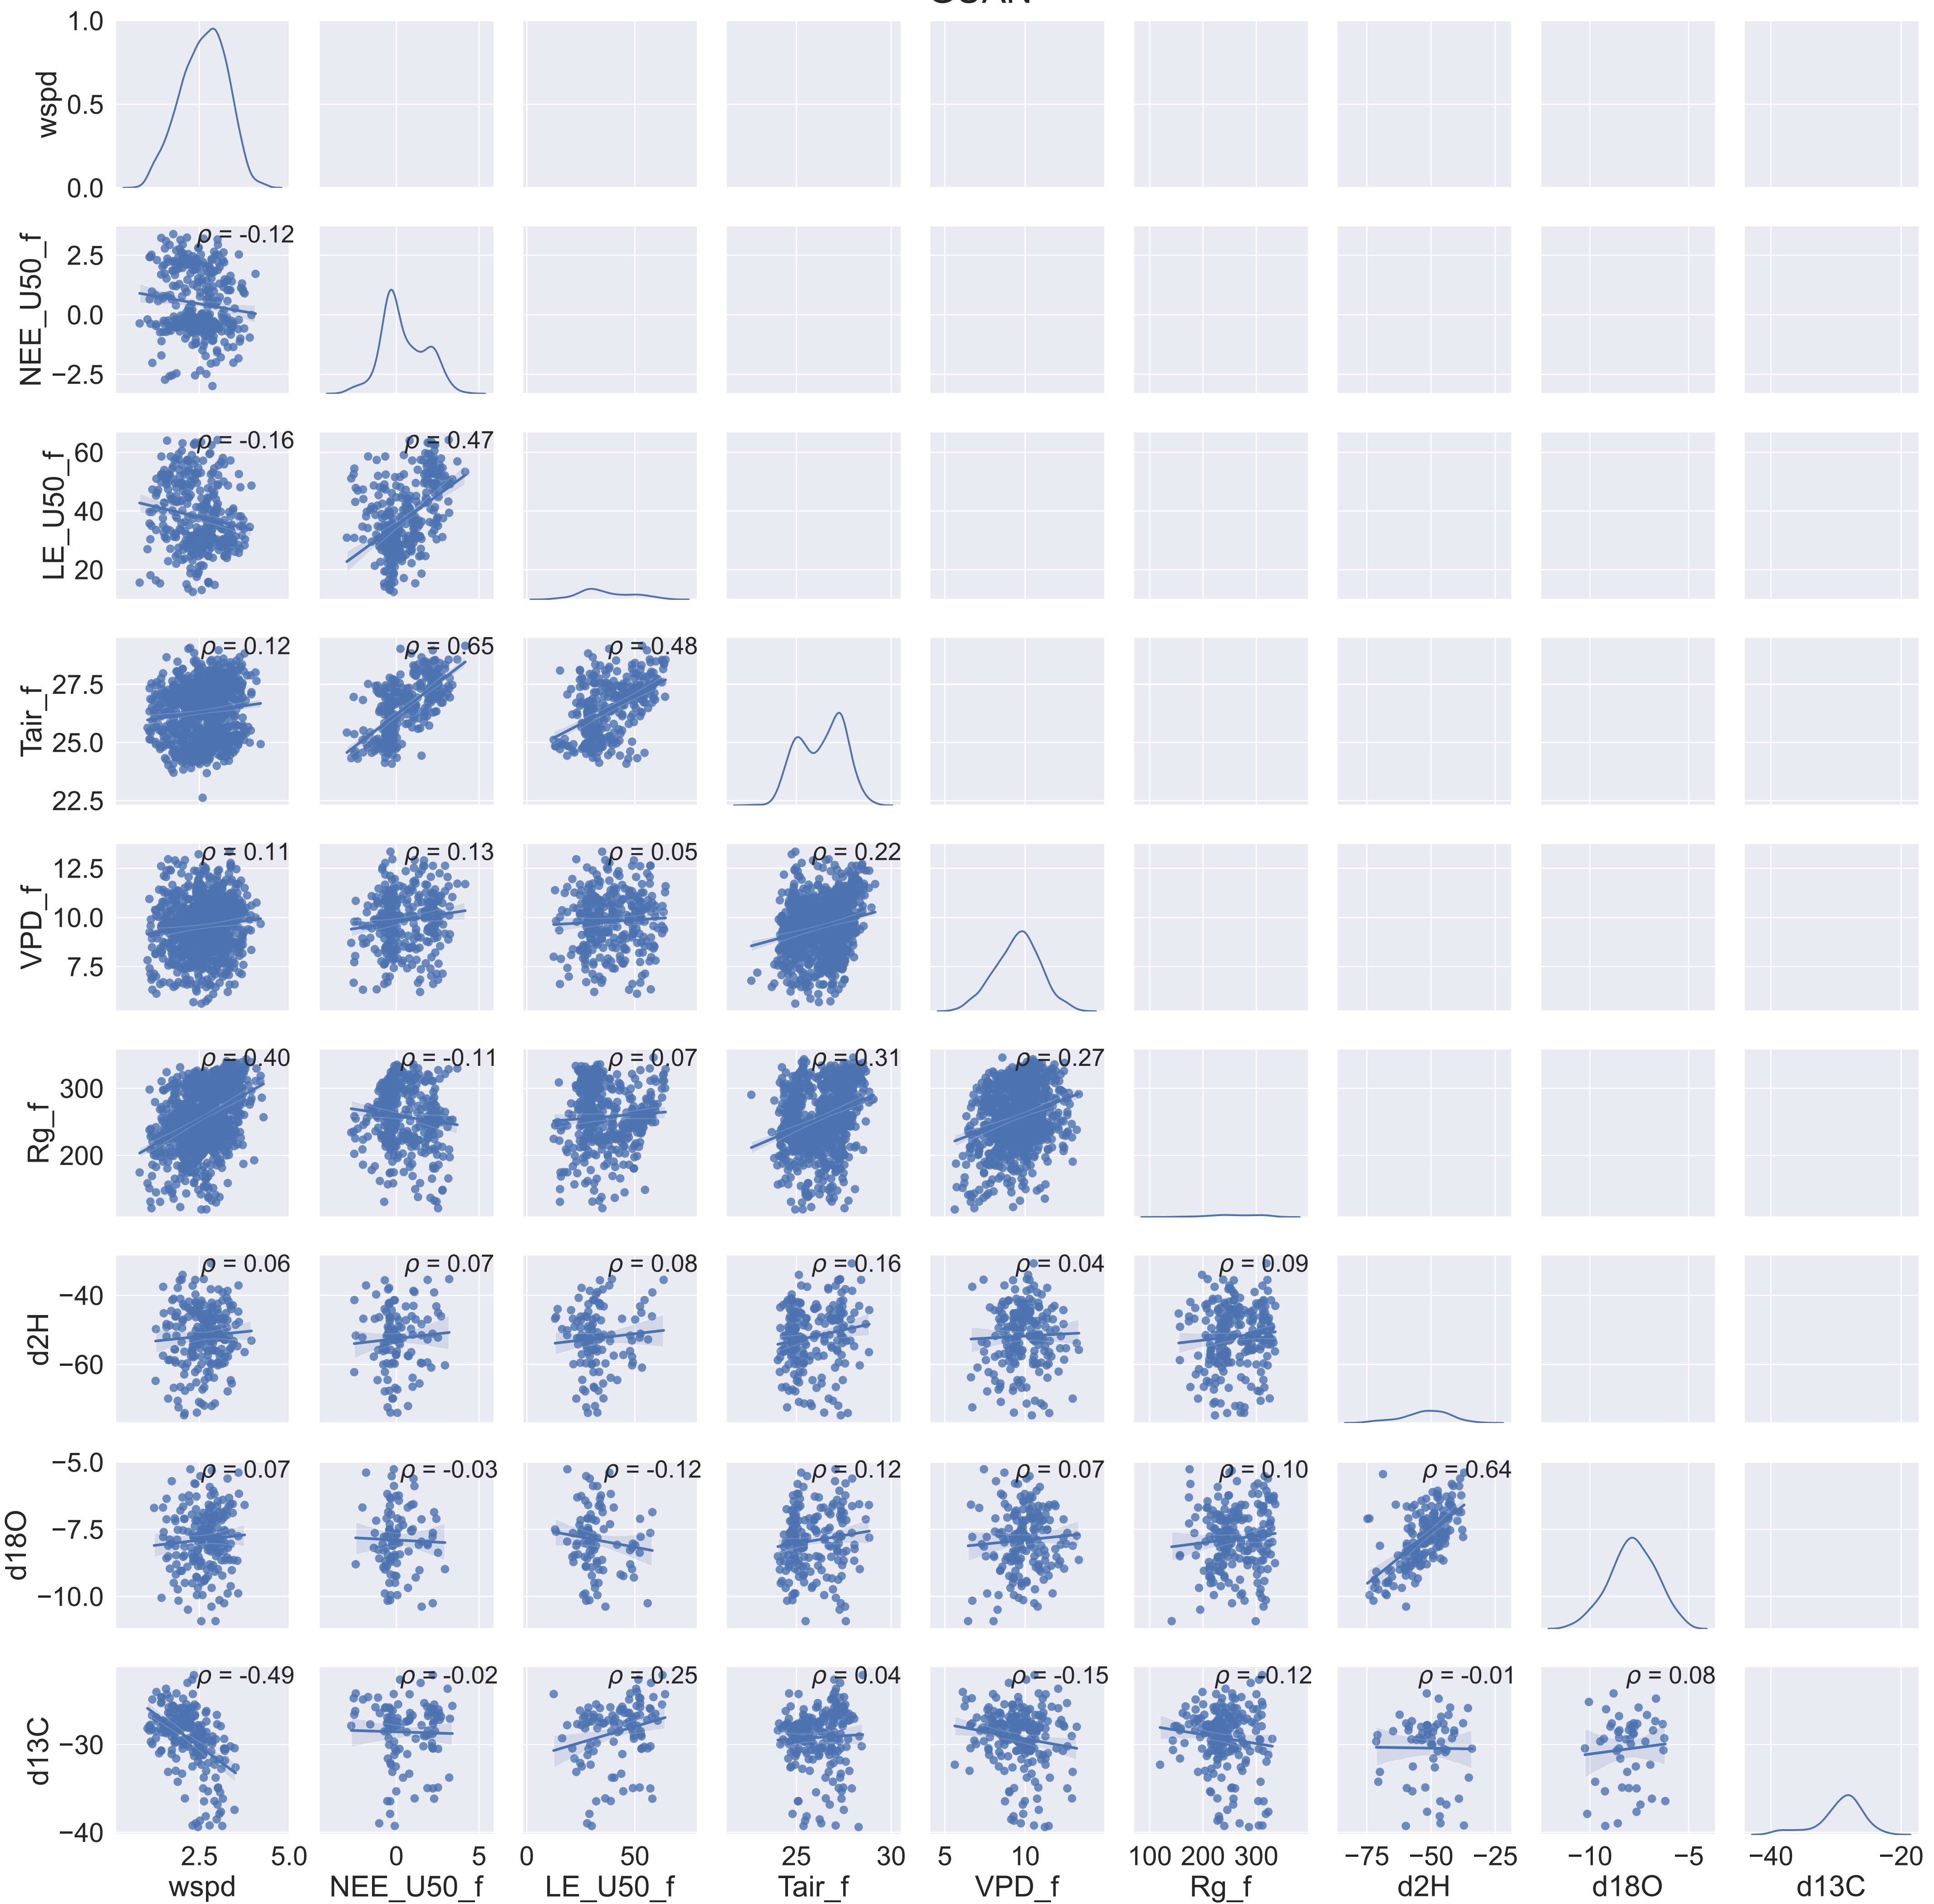 1.0
0.5
0.0
wspd
ρ = -0.12
2.5
0.0
−2.5
NEE_U50_f
ρ = -0.16 ρ = 0.47
60
40
20
LE_U50_f
ρ = 0.12 ρ = 0.65 ρ = 0.48
27.5
25.0
22.5
Tair_f
ρ = 0.11 ρ = 0.13 ρ = 0.05 ρ = 0.22
12.5
10.0
7.5
VPD_f
ρ = 0.40 ρ = -0.11 ρ = 0.07 ρ = 0.31 ρ = 0.27
300
200
Rg_f
ρ = 0.06 ρ = 0.07 ρ = 0.08 ρ = 0.16 ρ = 0.04 ρ = 0.09
−40
−60
d2H
ρ = 0.07 ρ = -0.03 ρ = -0.12 ρ = 0.12 ρ = 0.07 ρ = 0.10 ρ = 0.64
−5.0
−7.5
−10.0
d18O
ρ = -0.49 ρ = -0.02 ρ = 0.25 ρ = 0.04 ρ = -0.15 ρ = -0.12 ρ = -0.01 ρ = 0.08
−30
−40
d13C
2.5 5.0 0 5 0 50 25 30 5 10 100 200 300 −75 −50 −25 −10 −5 −40 −20
wspd NEE_U50_f LE_U50_f Tair_f VPD_f Rg_f d2H d18O d13C